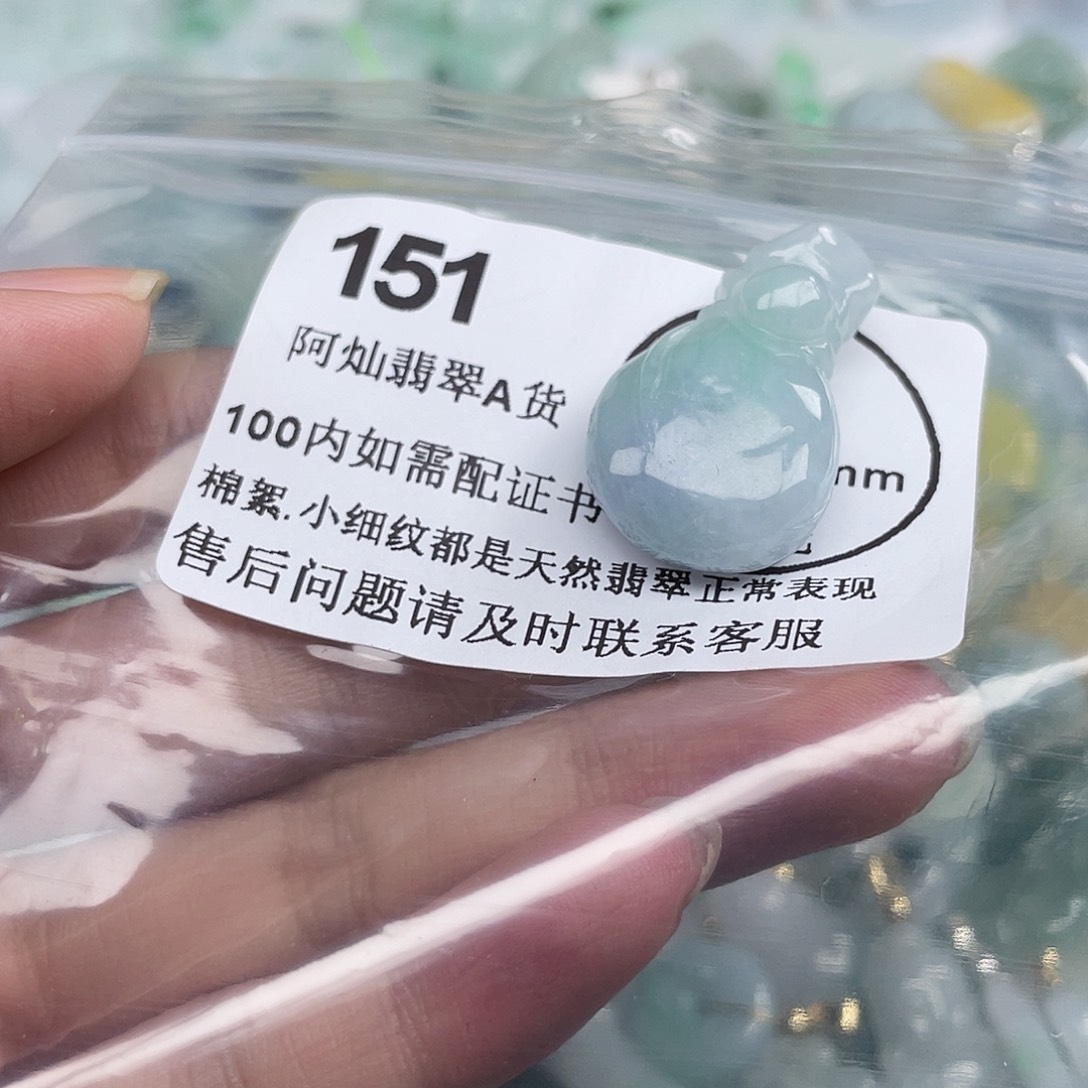 151
阿灿翡翠A货
100内如需配证书
mm
棉絮.小细纹都是天然翡翠正常表现
售后问题请及时联系客服